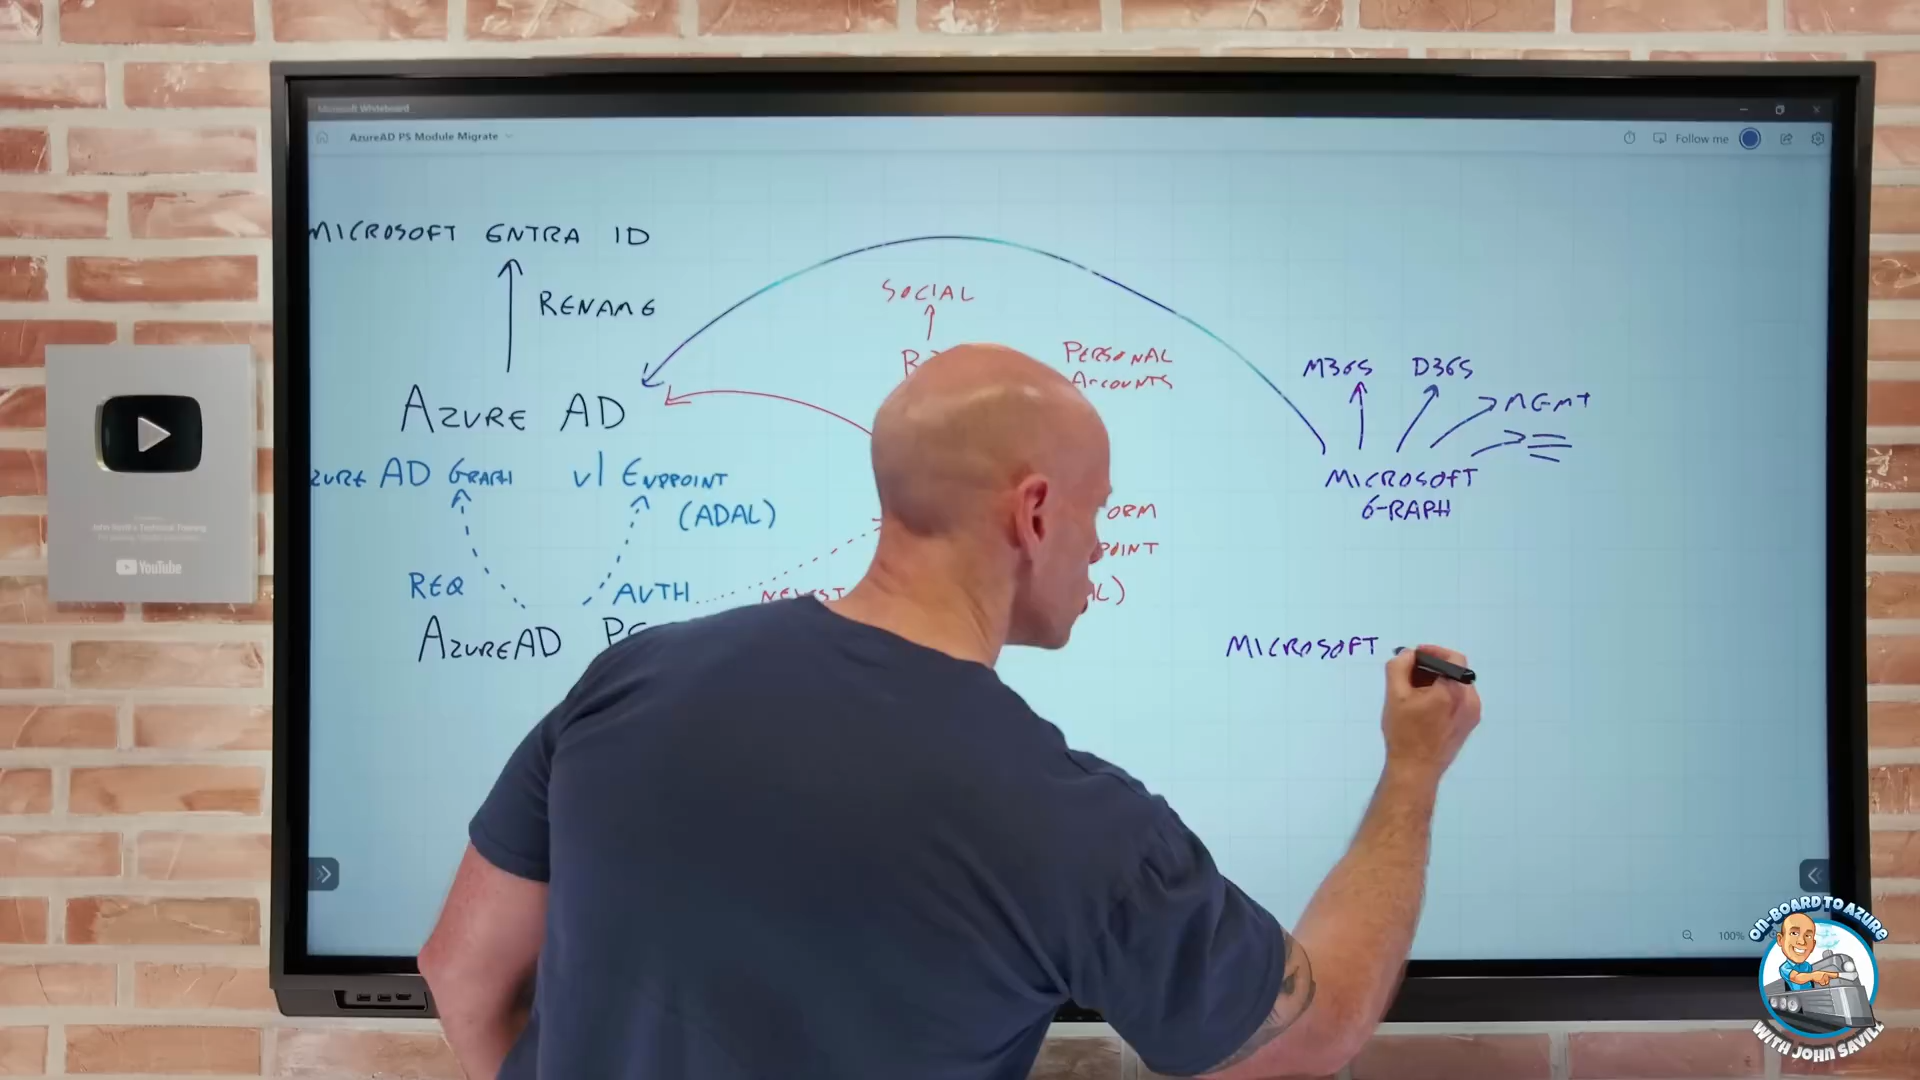 Microsoft Whiteboard
AzureAD PS Module Migrate
Follow me
MICROSOFT ENTRA ID
RENAME
SOCIAL
PERSONAL
ACCOUNTS
M365
D365
MGMT
AZURE AD
AD GRAPH
V1 ENDPOINT
(ADAL)
MICROSOFT
GRAPH
REQ
AUTH
AZUREAD
MICROSOFT
YouTube
100%
ON-BOARD TO AZURE
WITH JOHN SAVILL